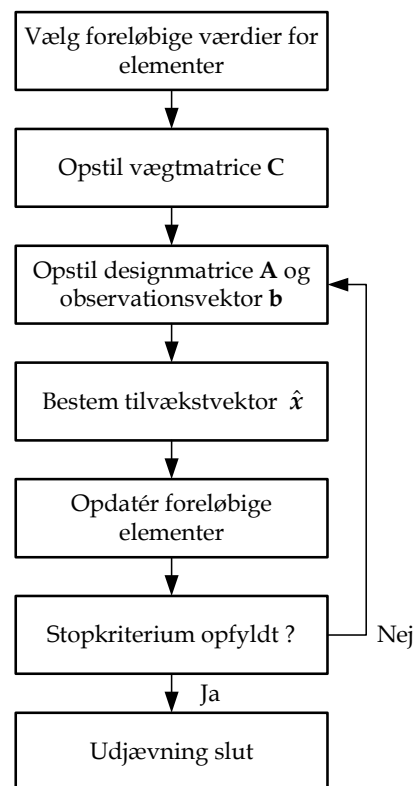 Vælg foreløbige værdier for
elementer
Opstil vægtmatrice C
Opstil designmatrice A og
observationsvektor b
Bestem tilvækstvektor x̂
Opdatér foreløbige
elementer
Stopkriterium opfyldt ?
Nej
Ja
Udjævning slut